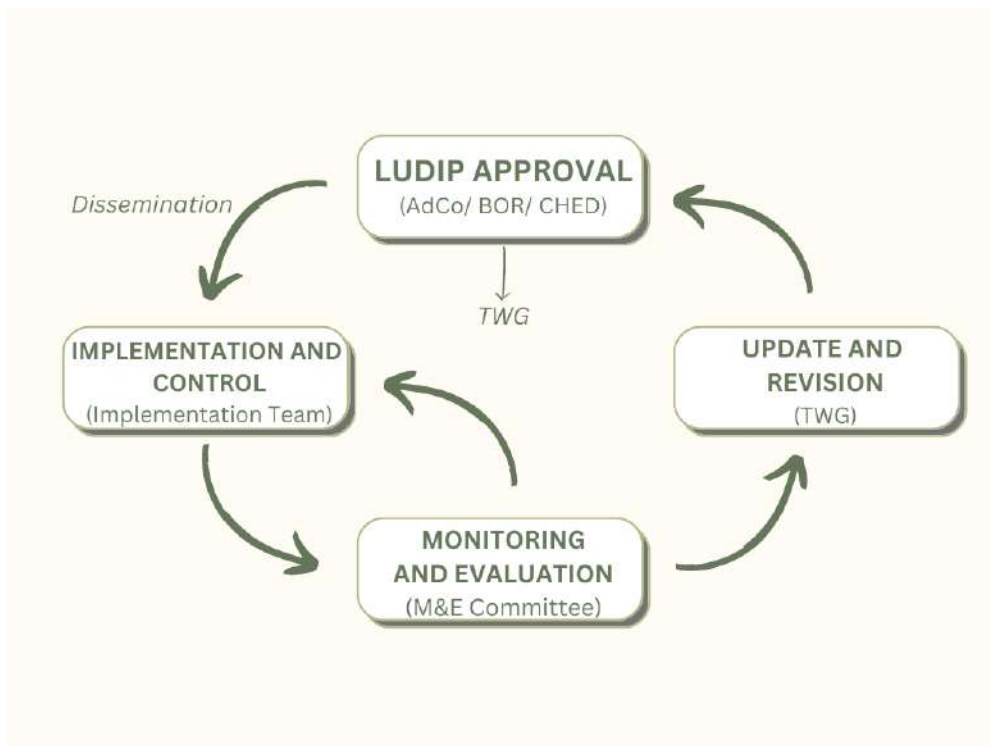 LUDIP APPROVAL
(AdCo/ BOR/ CHED)
Dissemination
TWG
IMPLEMENTATION AND
CONTROL
(Implementation Team)
UPDATE AND
REVISION
(TWG)
MONITORING
AND EVALUATION
(M&E Committee)